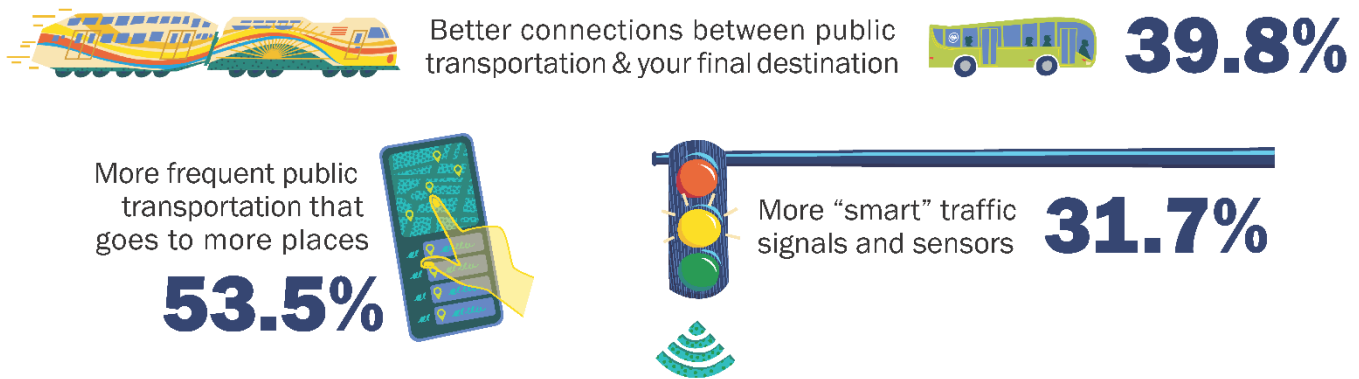 Better connections between public
transportation & your final destination
39.8%
More frequent public
transportation that
goes to more places
53.5%
More “smart” traffic
signals and sensors
31.7%